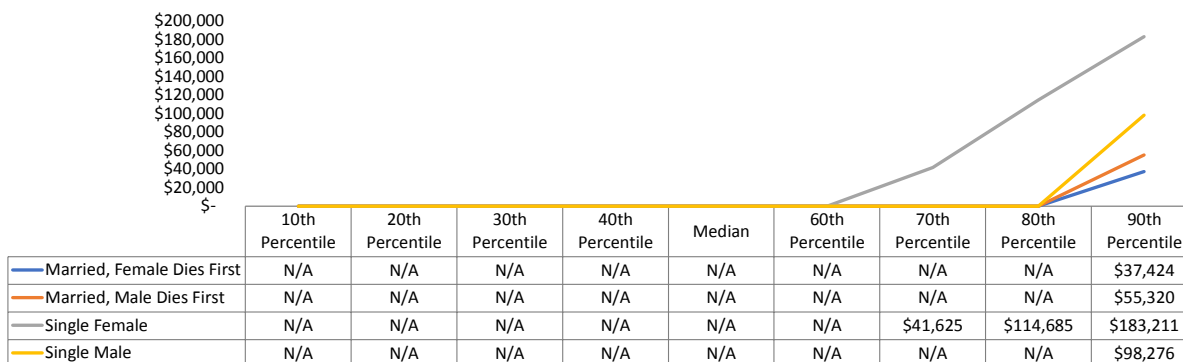 $200,000
$180,000
$160,000
$140,000
$120,000
$100,000
$80,000
$60,000
$40,000
$20,000
$-
10th Percentile 20th Percentile 30th Percentile 40th Percentile Median 60th Percentile 70th Percentile 80th Percentile 90th Percentile
Married, Female Dies First N/A N/A N/A N/A N/A N/A N/A N/A $37,424
Married, Male Dies First N/A N/A N/A N/A N/A N/A N/A N/A $55,320
Single Female N/A N/A N/A N/A N/A N/A $41,625 $114,685 $183,211
Single Male N/A N/A N/A N/A N/A N/A N/A N/A $98,276